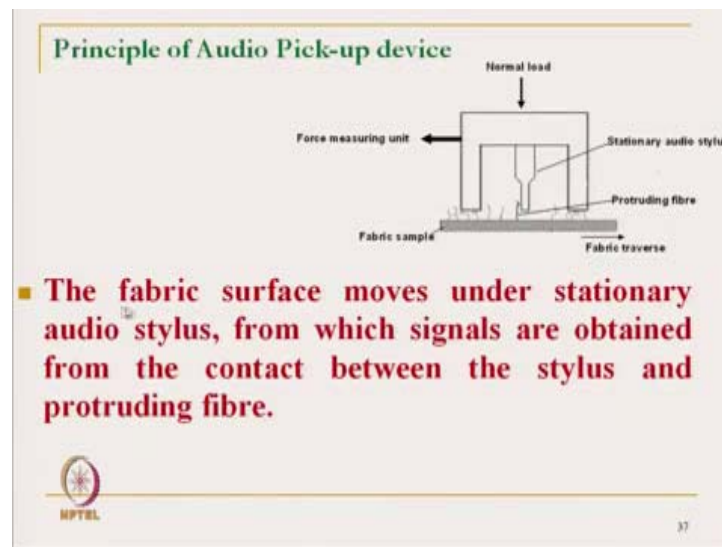 Principle of Audio Pick-up device
Normal load
Force measuring unit
Stationary audio stylu
Protruding fibre
Fabric sample
Fabric traverse
The fabric surface moves under stationary
audio stylus, from which signals are obtained
from the contact between the stylus and
protruding fibre.
NPTEL
37